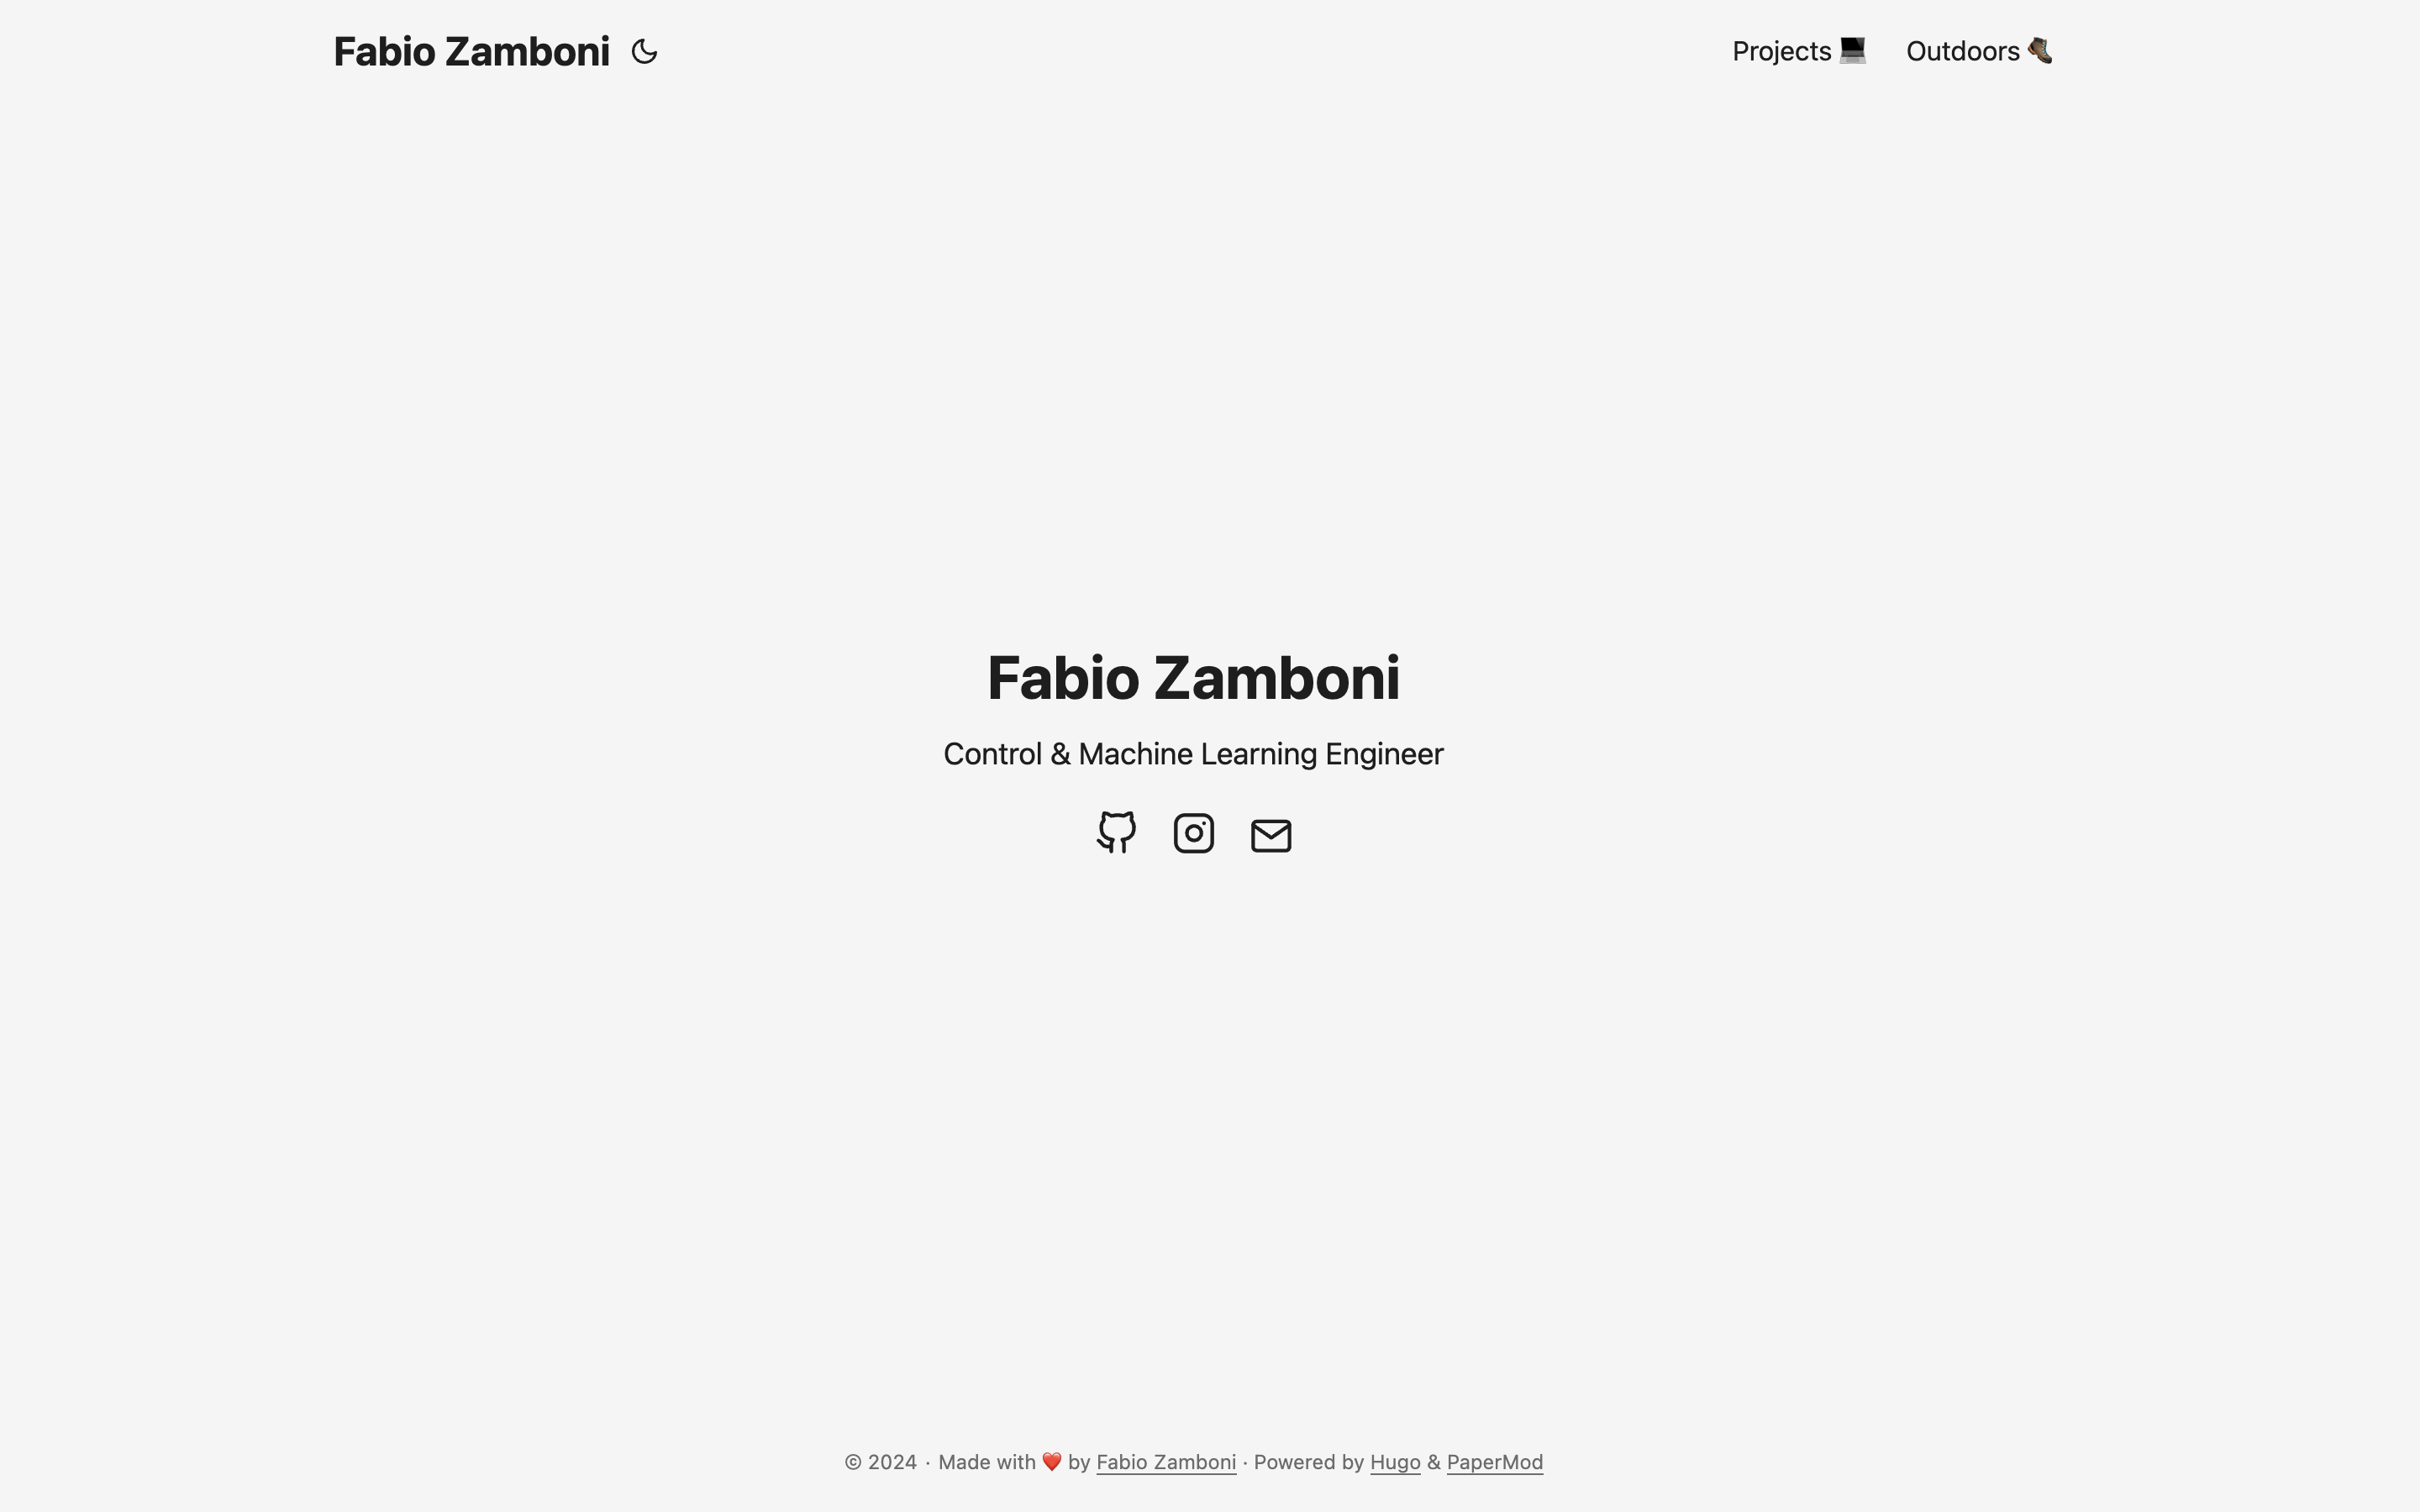 Fabio Zamboni
Projects 💻 Outdoors 🥾
Fabio Zamboni
Control & Machine Learning Engineer
© 2024 · Made with ❤️ by Fabio Zamboni · Powered by Hugo & PaperMod